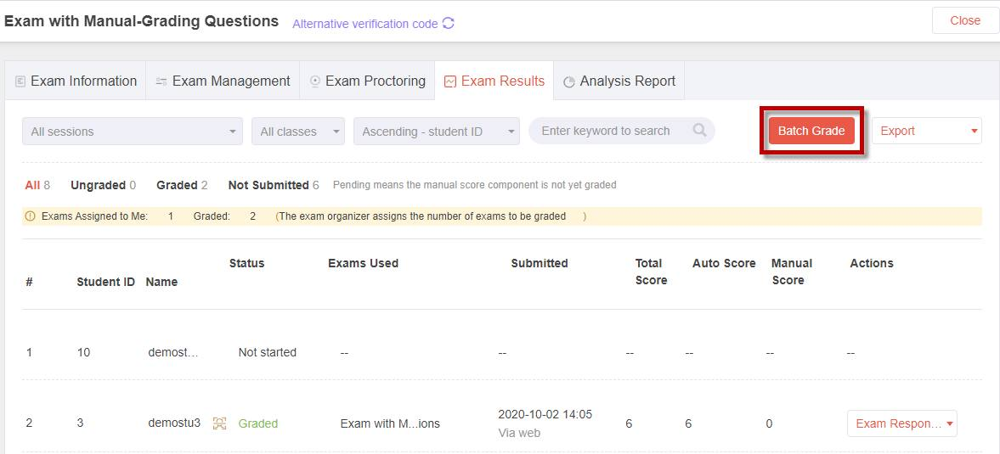 Exam with Manual-Grading Questions Alternative verification code Close
Exam Information Exam Management Exam Proctoring Exam Results Analysis Report
All sessions All classes Ascending - student ID Enter keyword to search Batch Grade Export
All 8 Ungraded 0 Graded 2 Not Submitted 6 Pending means the manual score component is not yet graded
Exams Assigned to Me: 1 Graded: 2 (The exam organizer assigns the number of exams to be graded )
# Student ID Name Status Exams Used Submitted Total Score Auto Score Manual Score Actions
1 10 demost... Not started -- -- -- -- -- --
2 3 demostu3 Graded Exam with M...ions 2020-10-02 14:05 6 6 0 Exam Respon...
Via web